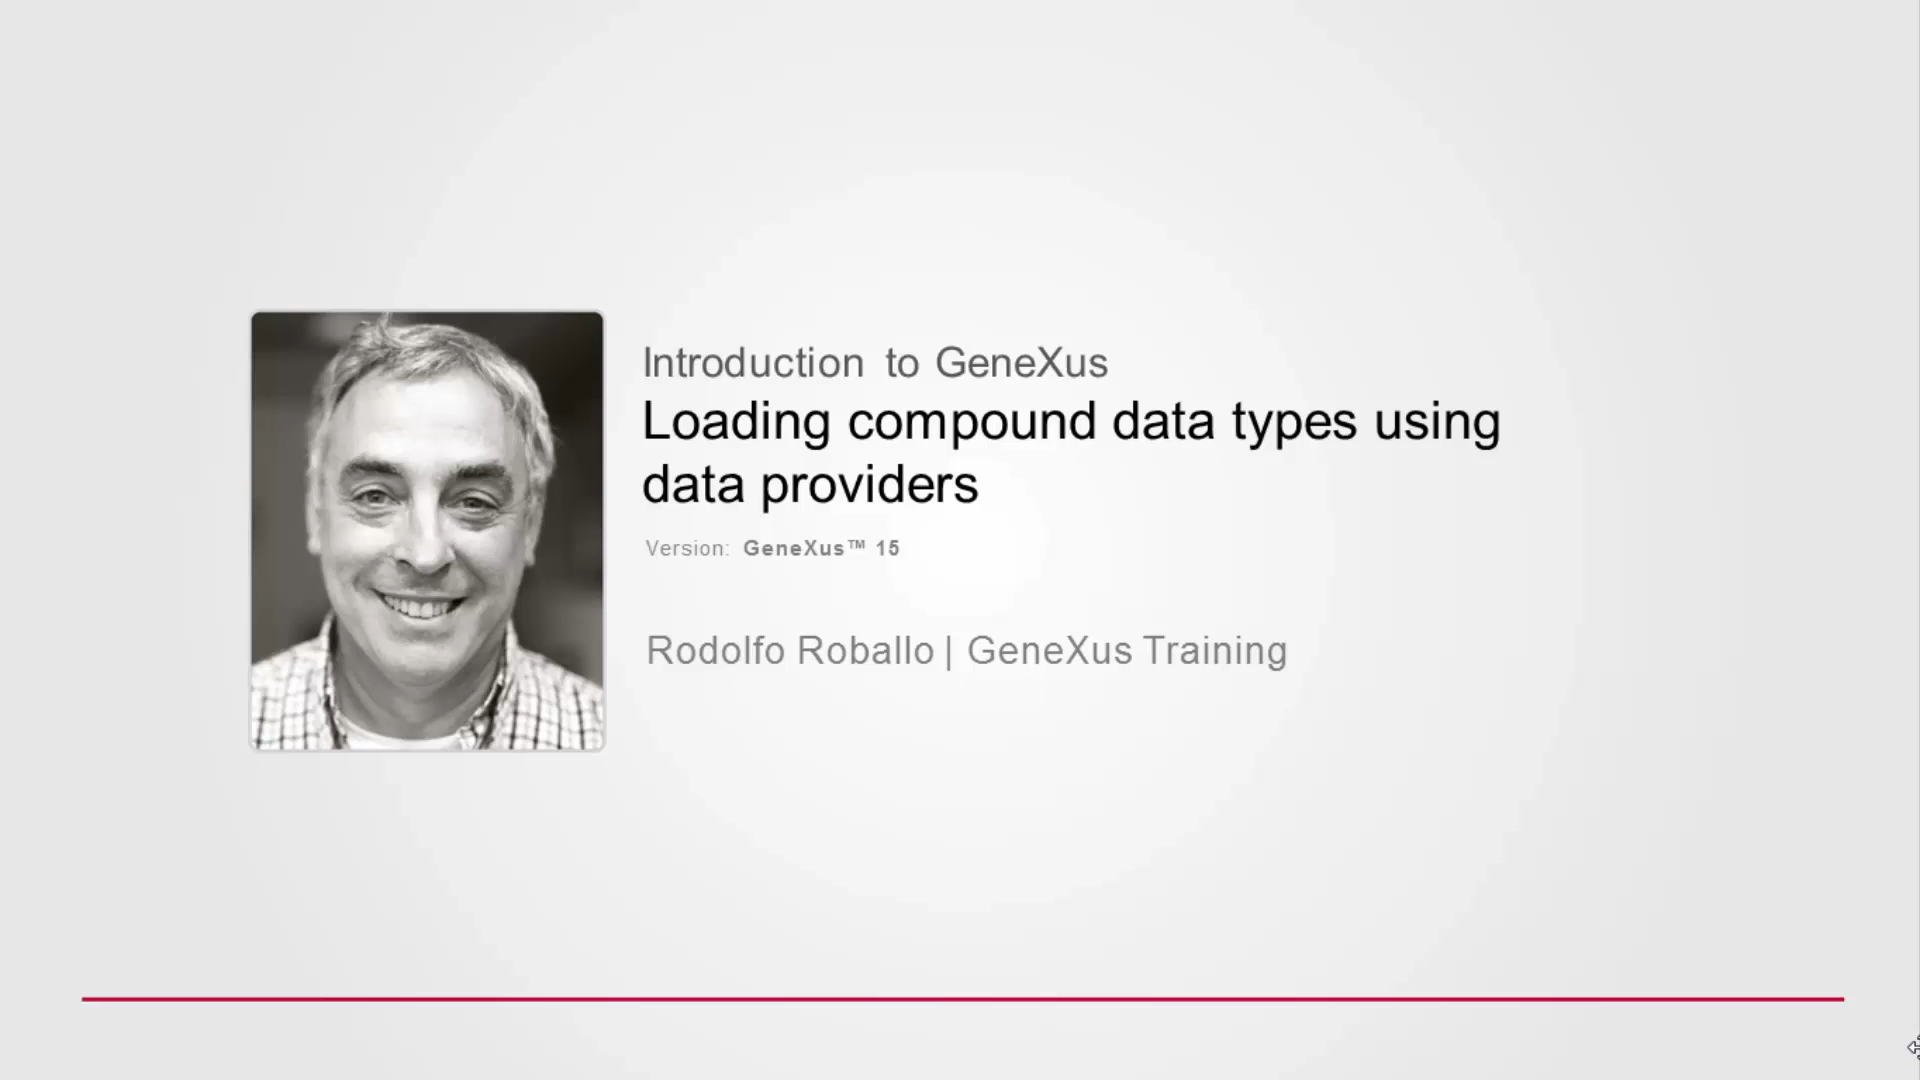 Introduction to GeneXus
Loading compound data types using
data providers
Version: GeneXus™ 15
Rodolfo Roballo | GeneXus Training